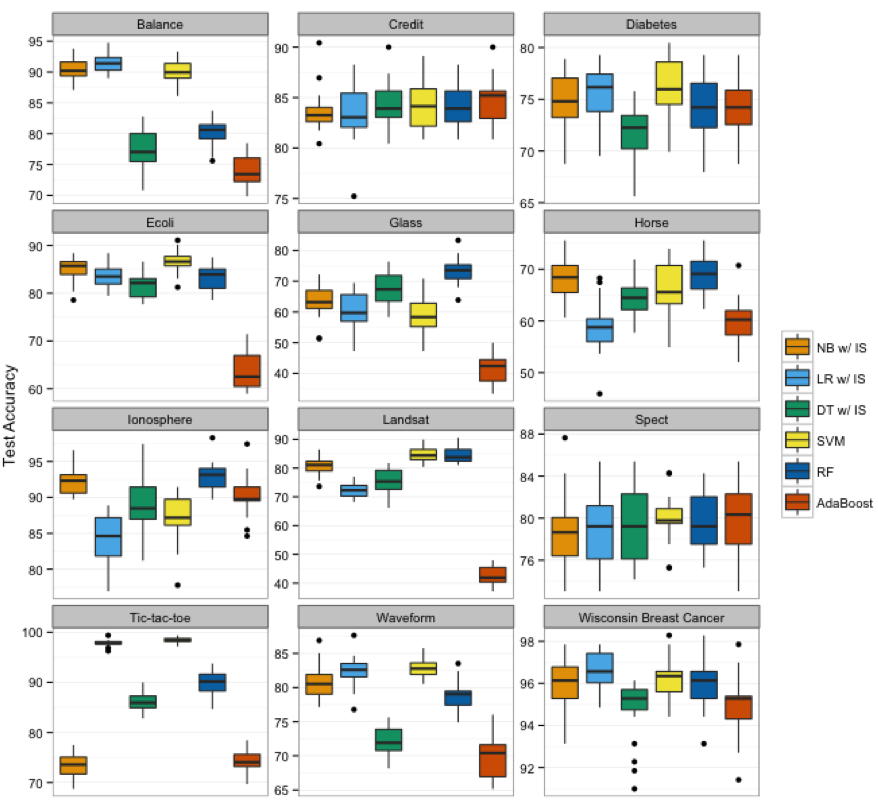 Balance
Credit
Diabetes
95
90
85
80
75
70
90
85
80
75
80
75
70
65
Ecoli
Glass
Horse
90
80
70
60
80
70
60
50
40
70
60
50
Ionosphere
Landsat
Spect
95
90
85
80
90
80
70
60
50
40
88
84
80
76
Tic-tac-toe
Waveform
Wisconsin Breast Cancer
100
90
80
70
85
80
75
70
65
98
96
94
92
Test Accuracy
NB w/ IS
LR w/ IS
DT w/ IS
SVM
RF
AdaBoost